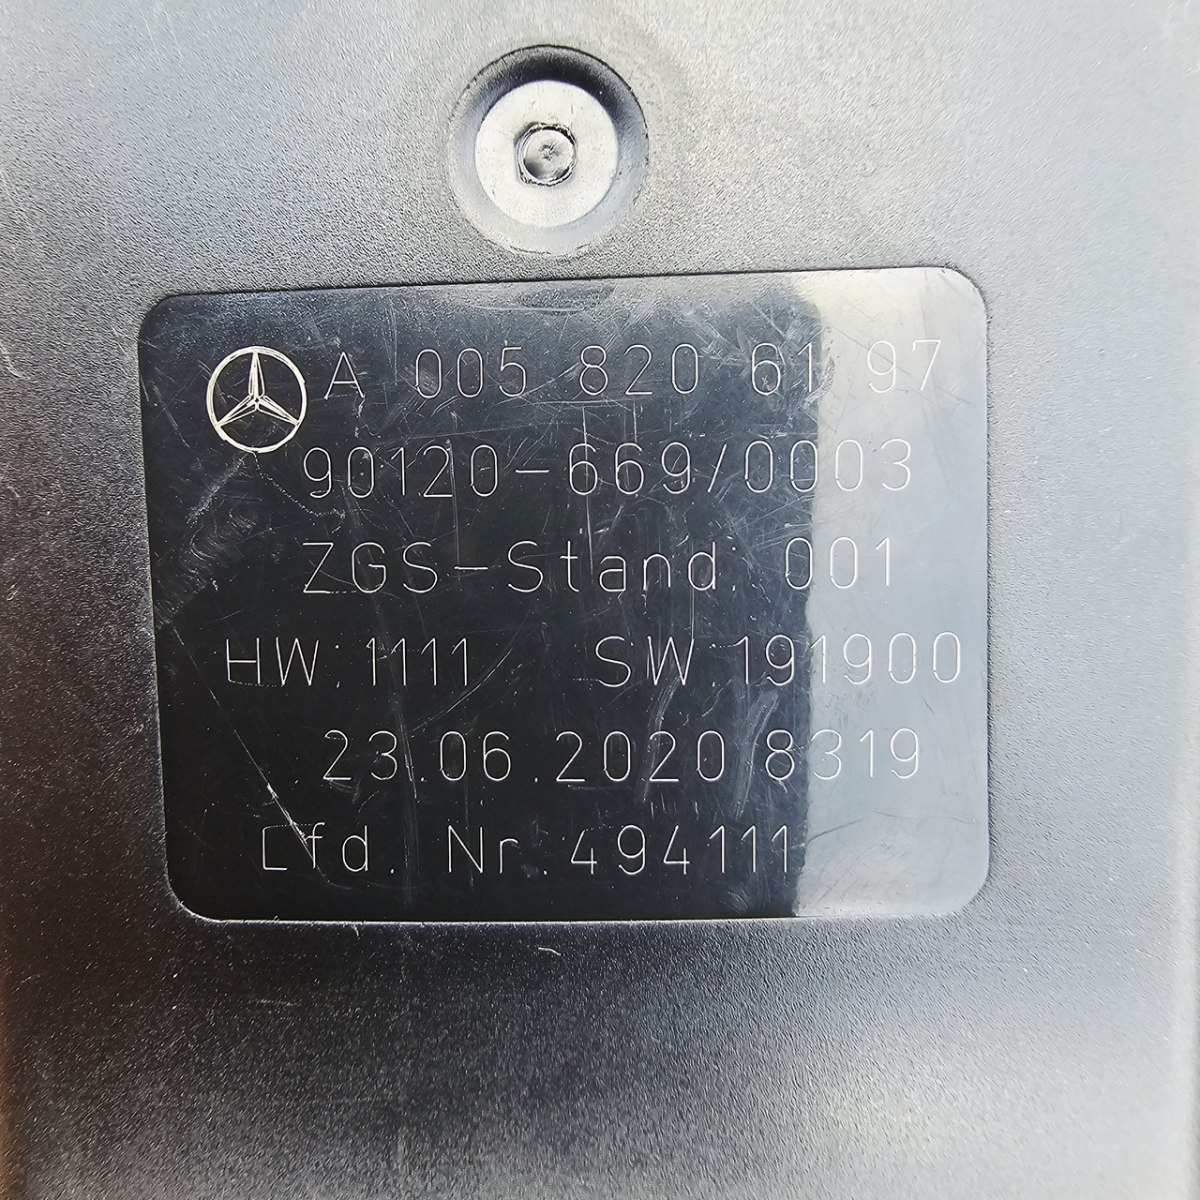 A 005 820 61 97
90120-669/0003
ZGS-Stand: 001
HW:1111 SW:191900
23.06.2020 8319
Lfd. Nr.494111